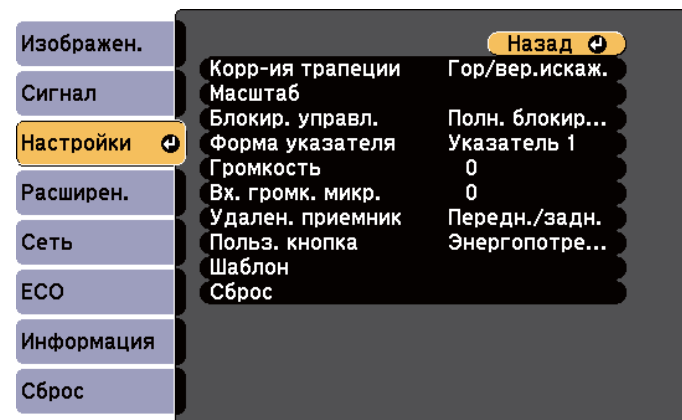 Изображен.
Сигнал
Настройки
Расширен.
Сеть
ECO
Информация
Сброс
Назад
Корр-ия трапеции Гор/вер.искаж.
Масштаб
Блокир. управл. Полн. блокир...
Форма указателя Указатель 1
Громкость 0
Вх. громк. микр. 0
Удален. приемник Передн./задн.
Польз. кнопка Энергопотре...
Шаблон
Сброс